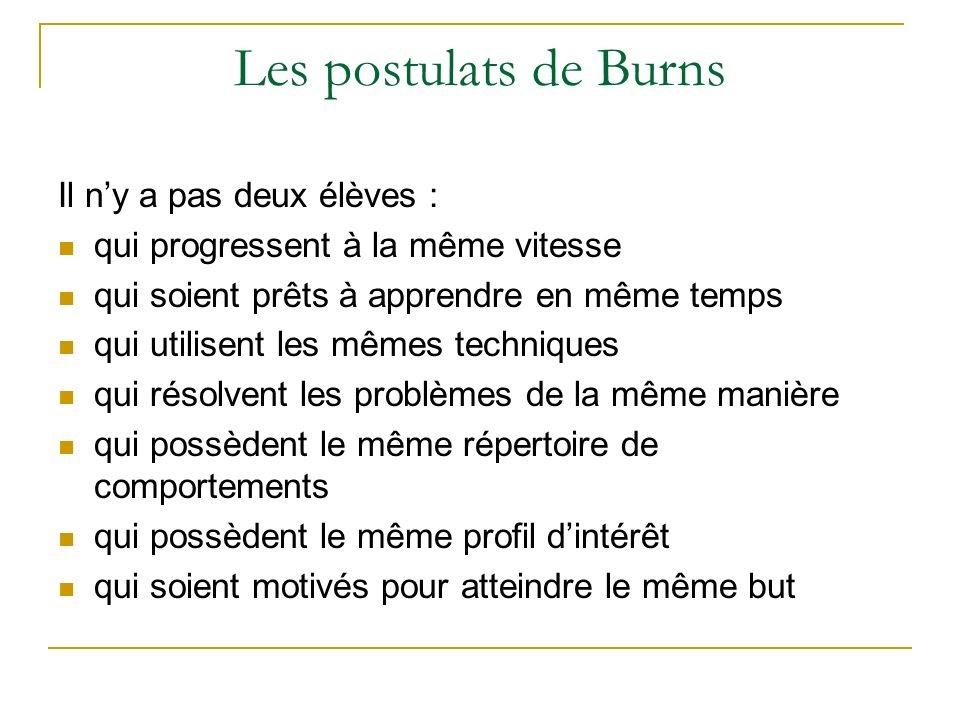 Les postulats de Burns
Il n’y a pas deux élèves :
qui progressent à la même vitesse
qui soient prêts à apprendre en même temps
qui utilisent les mêmes techniques
qui résolvent les problèmes de la même manière
qui possèdent le même répertoire de
comportements
qui possèdent le même profil d’intérêt
qui soient motivés pour atteindre le même but